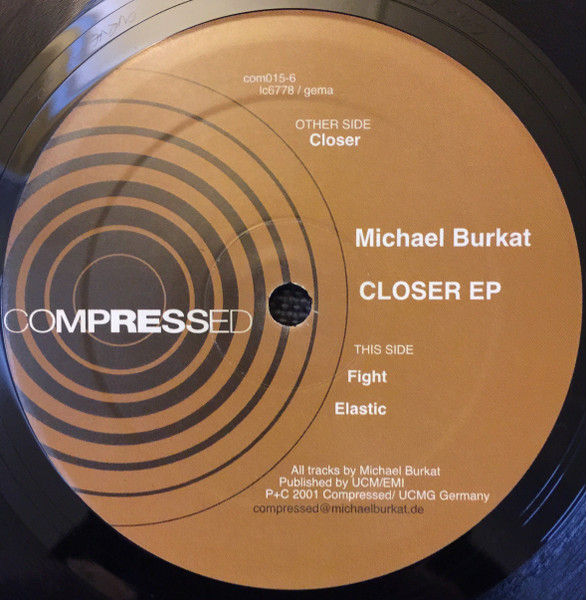 com015-6
lc6778 / gema
OTHER SIDE
Closer
Michael Burkat
CLOSER EP
COMPRESSED
THIS SIDE
Fight
Elastic
All tracks by Michael Burkat
Published by UCM/EMI
P+C 2001 Compressed/ UCMG Germany
compressed@michaelburkat.de